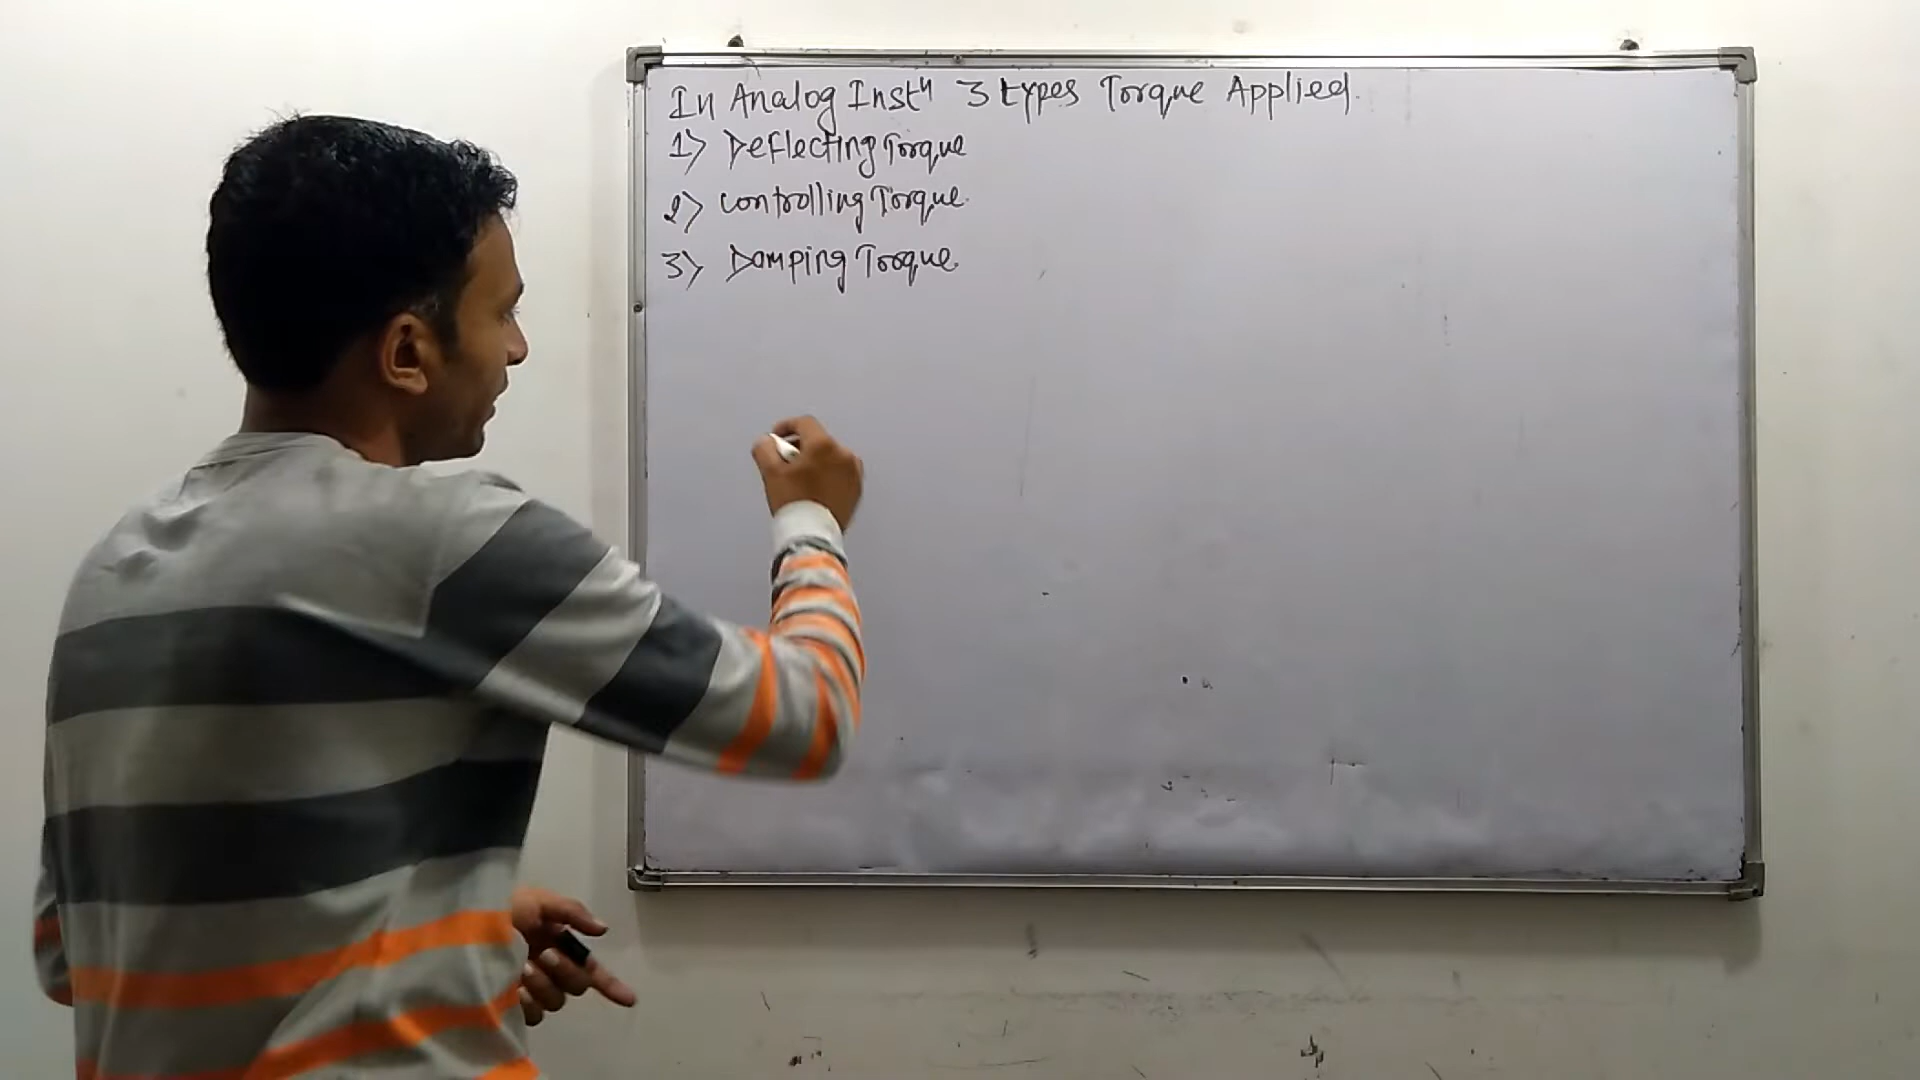 In Analog Instⁿ 3 types Torque Applied.
1) Deflecting Torque
2) controlling Torque.
3) Damping Torque.